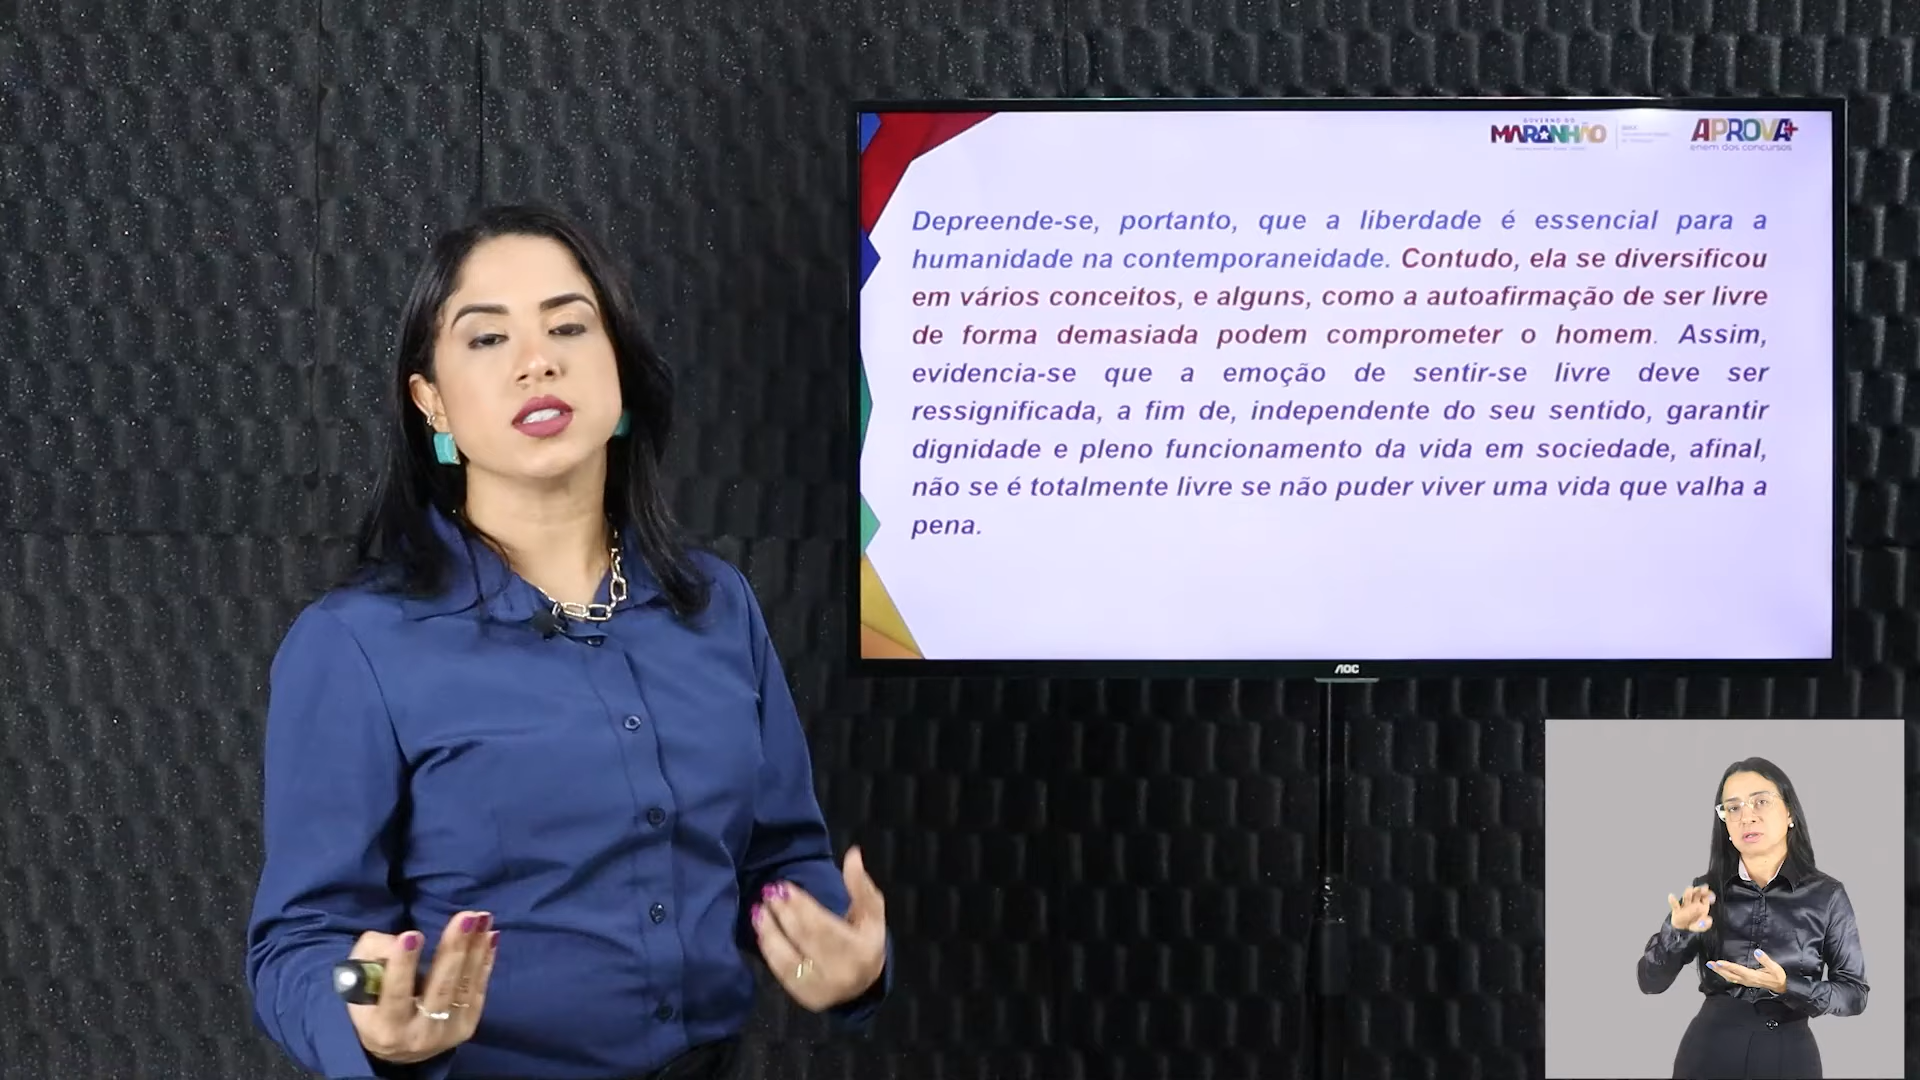 GOVERNO DO
MARANHÃO
APROVA+
enem dos concursos
Depreende-se, portanto, que a liberdade é essencial para a
humanidade na contemporaneidade. Contudo, ela se diversificou
em vários conceitos, e alguns, como a autoafirmação de ser livre
de forma demasiada podem comprometer o homem. Assim,
evidencia-se que a emoção de sentir-se livre deve ser
ressignificada, a fim de, independente do seu sentido, garantir
dignidade e pleno funcionamento da vida em sociedade, afinal,
não se é totalmente livre se não puder viver uma vida que valha a
pena.
AOC